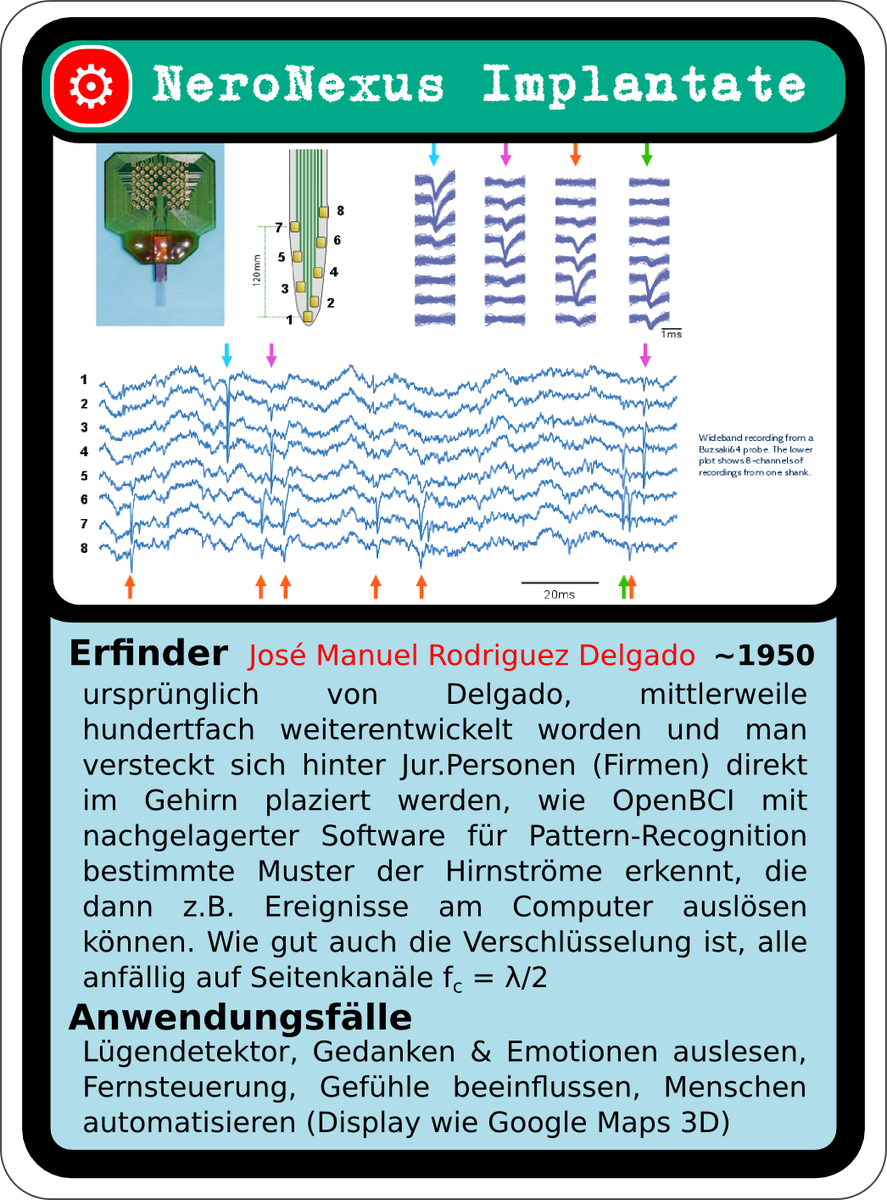 NeroNexus Implantate
8
7
6
5
4
3
2
1
120mm
1ms
1
2
3
4
5
6
7
8
Wideband recording from a
Buzsaki64 probe. The lower
plot shows 8-channels of
recordings from one shank.
20ms
Erfinder José Manuel Rodriguez Delgado ~1950
ursprünglich von Delgado, mittlerweile
hundertfach weiterentwickelt worden und man
versteckt sich hinter Jur.Personen (Firmen) direkt
im Gehirn plaziert werden, wie OpenBCI mit
nachgelagerter Software für Pattern-Recognition
bestimmte Muster der Hirnströme erkennt, die
dann z.B. Ereignisse am Computer auslösen
können. Wie gut auch die Verschlüsselung ist, alle
anfällig auf Seitenkanäle fc = λ/2
Anwendungsfälle
Lügendetektor, Gedanken & Emotionen auslesen,
Fernsteuerung, Gefühle beeinflussen, Menschen
automatisieren (Display wie Google Maps 3D)